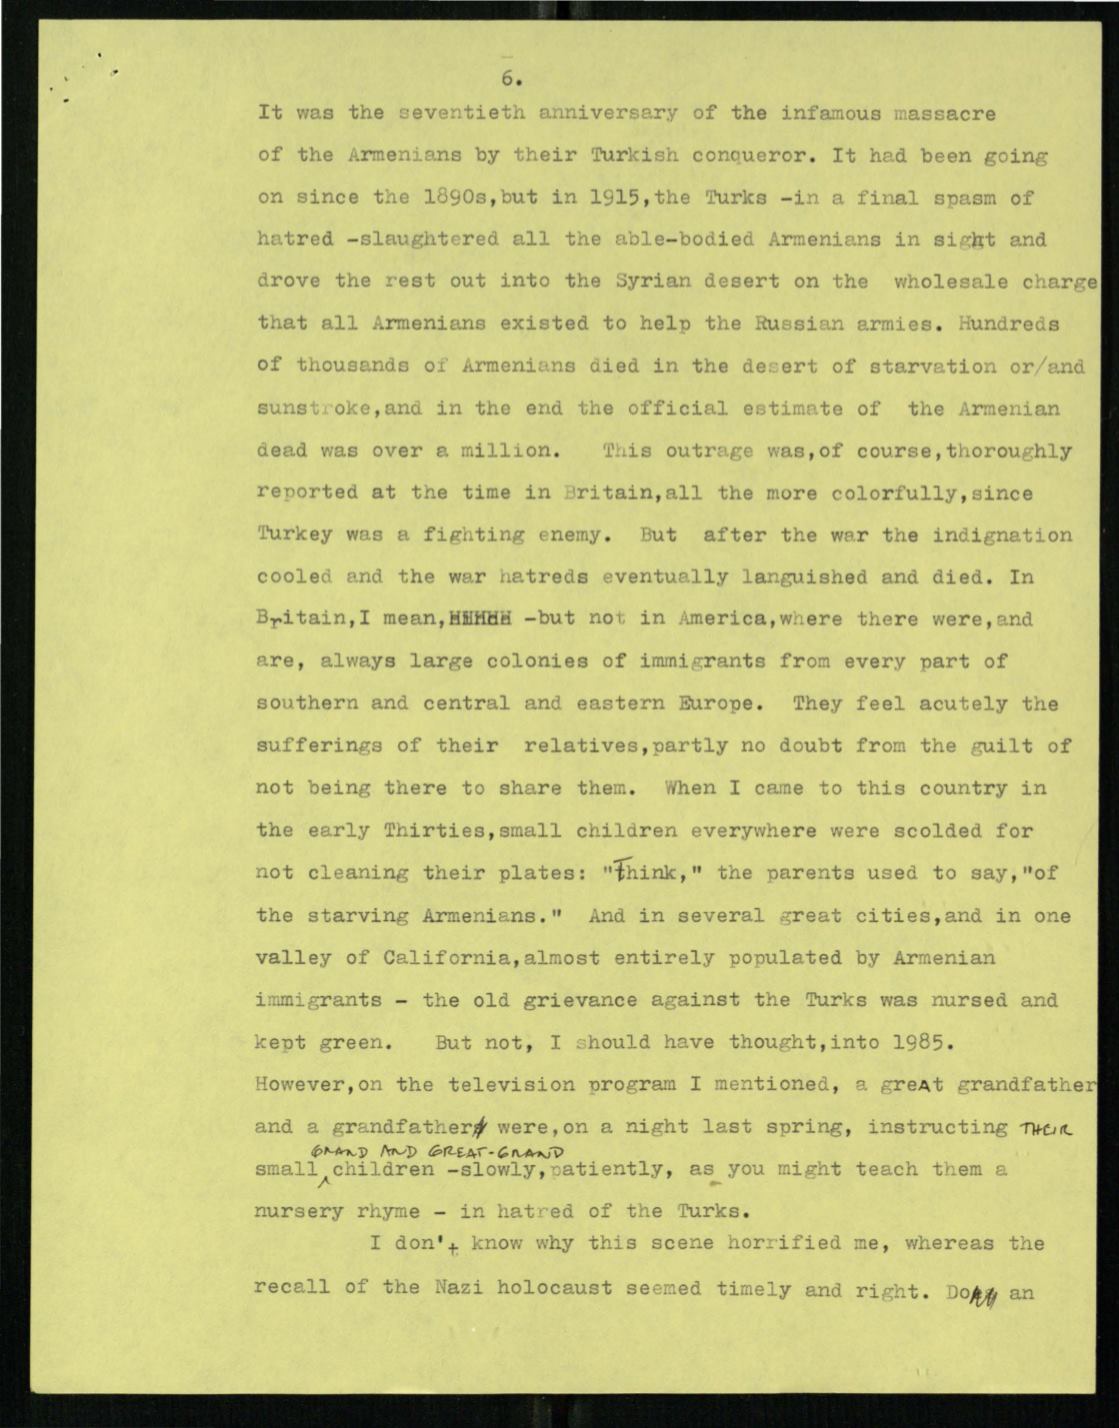 6.
It was the seventieth anniversary of the infamous massacre
of the Armenians by their Turkish conqueror. It had been going
on since the 1890s,but in 1915,the Turks -in a final spasm of
hatred -slaughtered all the able-bodied Armenians in sight and
drove the rest out into the Syrian desert on the wholesale charge
that all Armenians existed to help the Russian armies. Hundreds
of thousands of Armenians died in the desert of starvation or/and
sunstroke,and in the end the official estimate of the Armenian
dead was over a million. This outrage was,of course,thoroughly
reported at the time in Britain,all the more colorfully,since
Turkey was a fighting enemy. But after the war the indignation
cooled and the war hatreds eventually languished and died. In
Britain,I mean, -but not in America,where there were,and
are, always large colonies of immigrants from every part of
southern and central and eastern Europe. They feel acutely the
sufferings of their relatives,partly no doubt from the guilt of
not being there to share them. When I came to this country in
the early Thirties,small children everywhere were scolded for
not cleaning their plates: "Think," the parents used to say,"of
the starving Armenians." And in several great cities,and in one
valley of California,almost entirely populated by Armenian
immigrants - the old grievance against the Turks was nursed and
kept green. But not, I should have thought,into 1985.
However,on the television program I mentioned, a greAt grandfather
and a grandfather were,on a night last spring, instructing THEIR
GRAND AND GREAT-GRAND
small children -slowly,patiently, as you might teach them a
nursery rhyme - in hatred of the Turks.
I don't know why this scene horrified me, whereas the
recall of the Nazi holocaust seemed timely and right. Do an